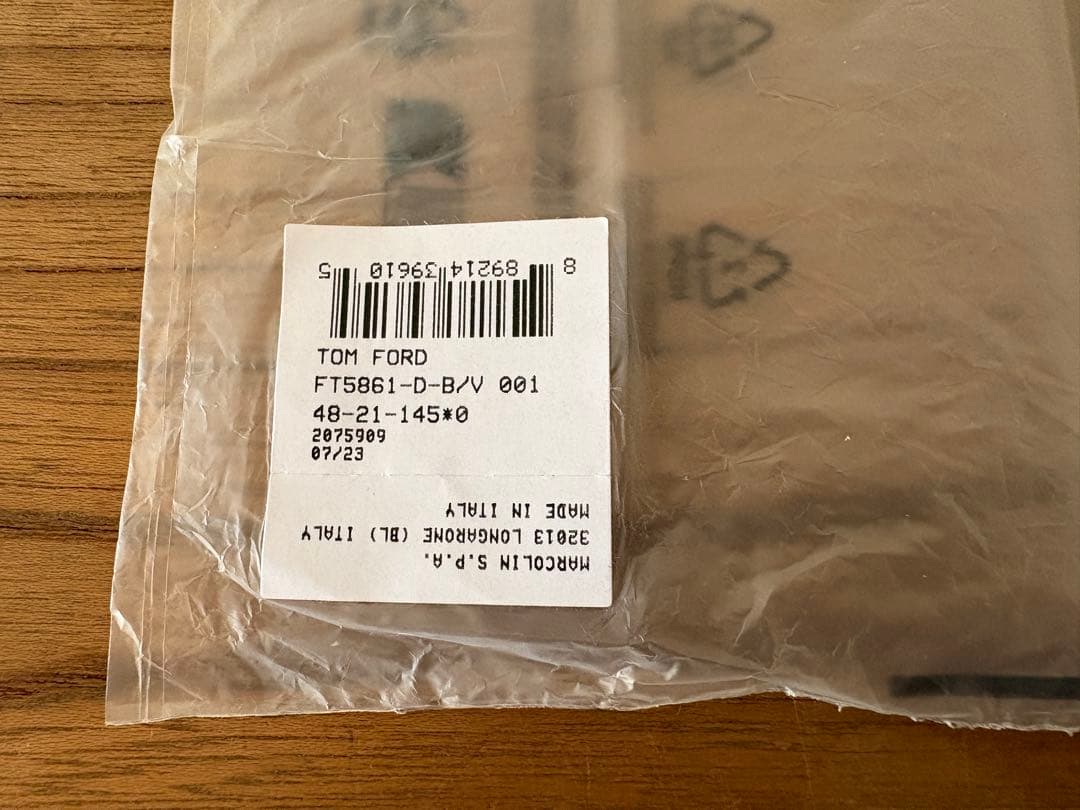 8 89214 39610 5
TOM FORD
FT5861-D-B/V 001
48-21-145*0
2075909
07/23
MARCOLIN S.P.A.
32013 LONGARONE (BL) ITALY
MADE IN ITALY